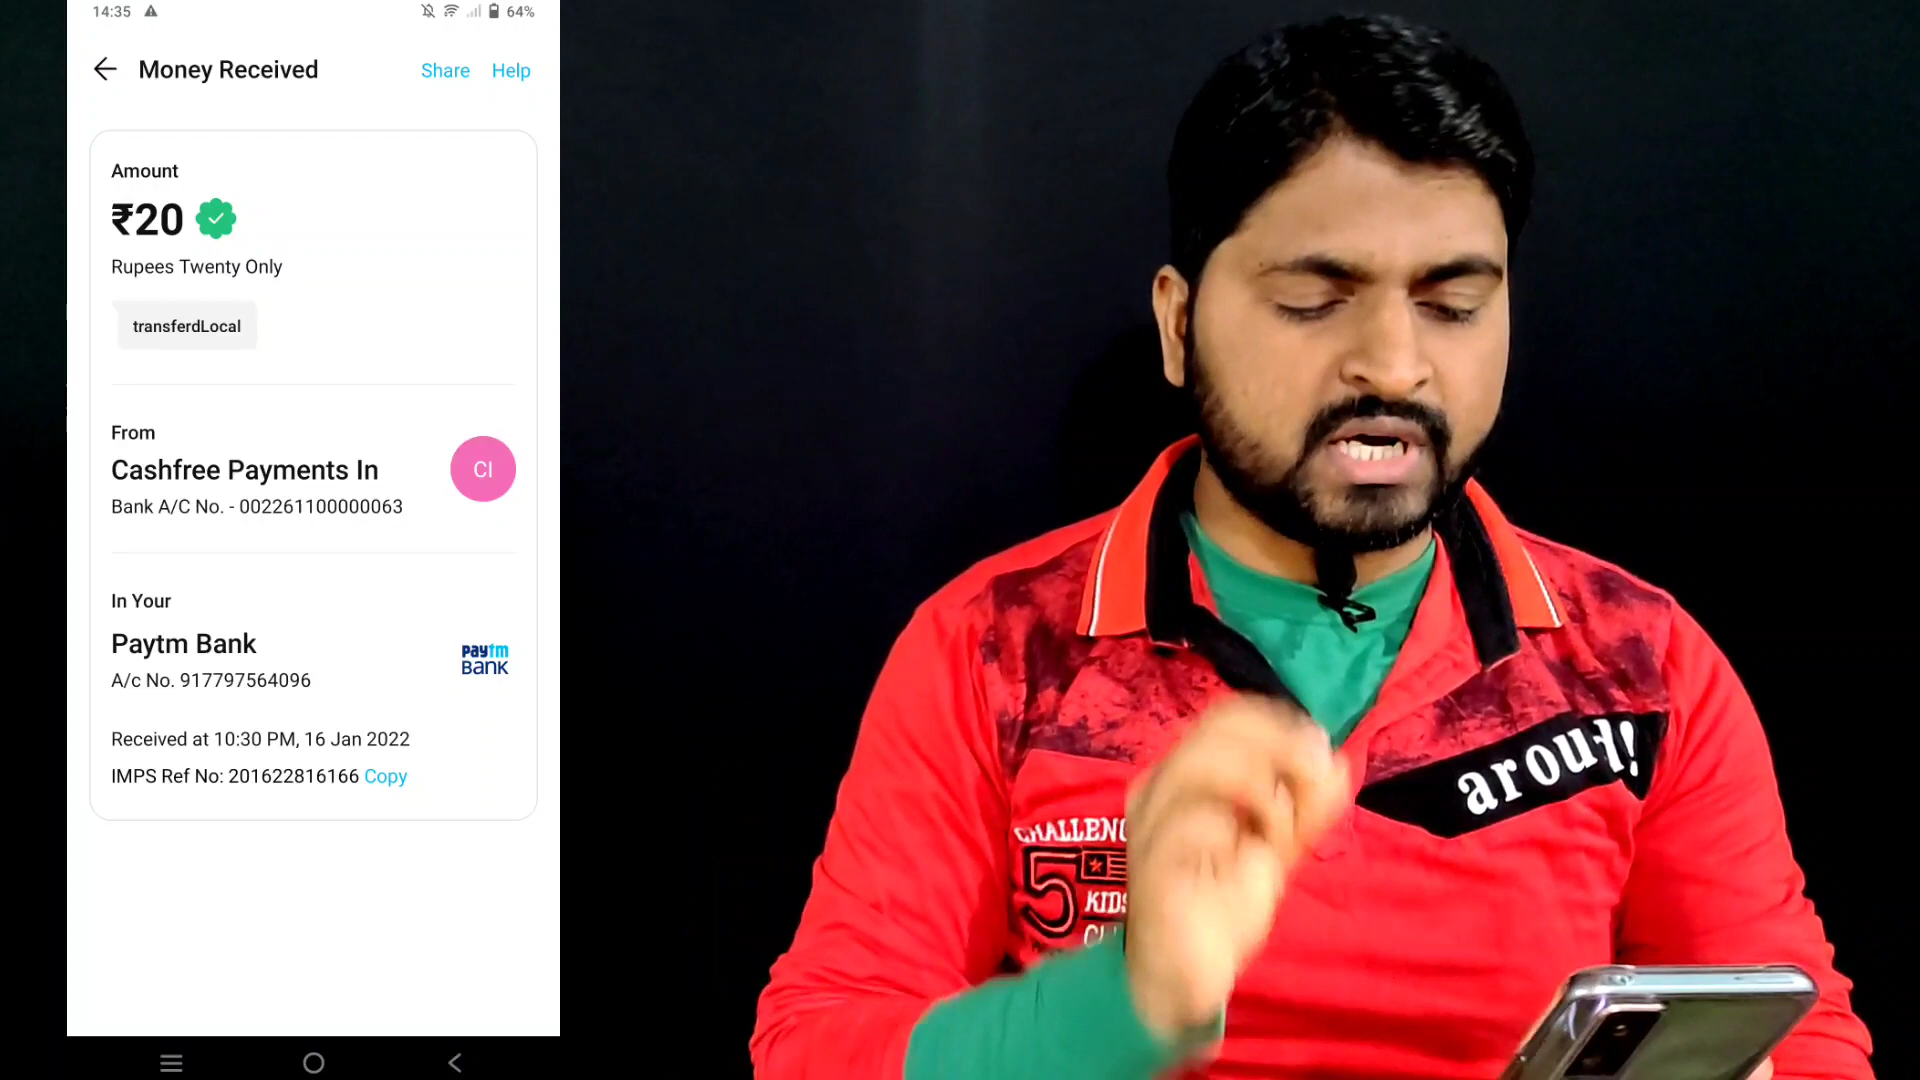 14:35
64%
Money Received
Share Help
Amount
₹20
Rupees Twenty Only
transferdLocal
From
Cashfree Payments In
CI
Bank A/C No. - 002261100000063
In Your
Paytm Bank
paytm
BANK
A/c No. 917797564096
Received at 10:30 PM, 16 Jan 2022
IMPS Ref No: 201622816166 Copy
5